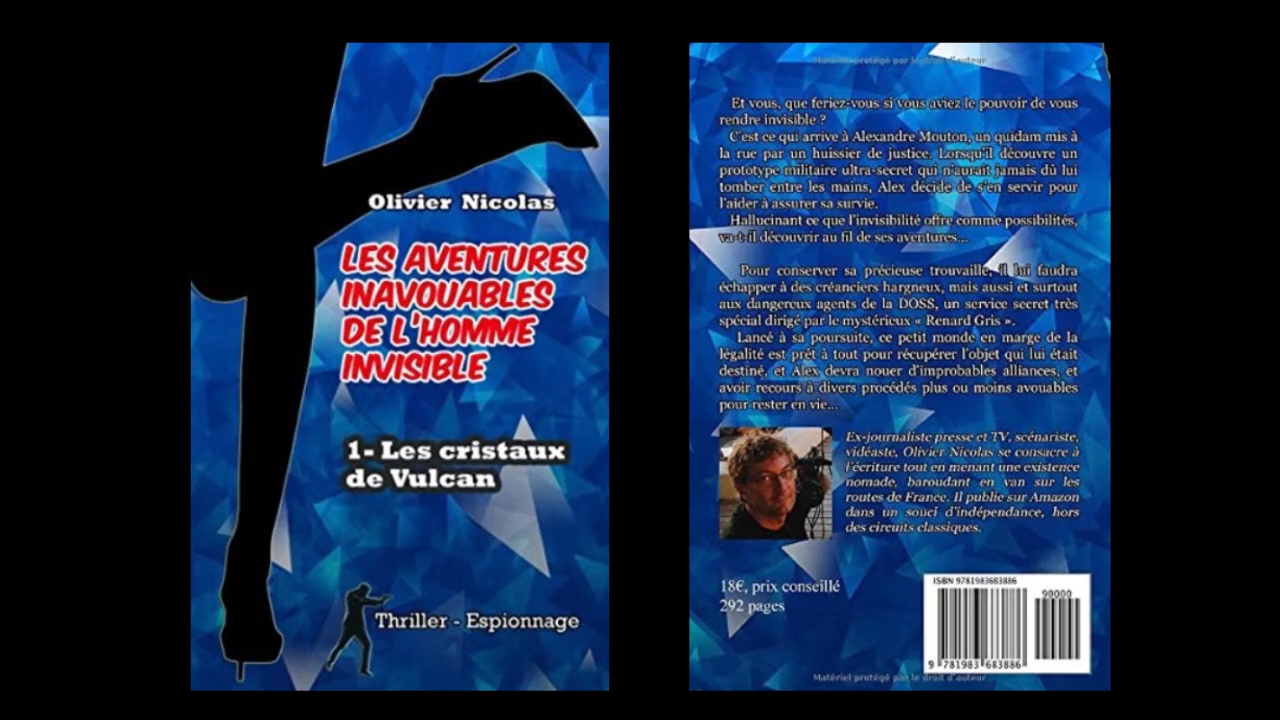 Olivier Nicolas
LES AVENTURES
INAVOUABLES
DE L'HOMME
INVISIBLE
1- Les cristaux
de Vulcan
Thriller - Espionnage
Matériel protégé par le droit d'auteur
Et vous, que feriez-vous si vous aviez le pouvoir de vous
rendre invisible ?
C'est ce qui arrive à Alexandre Mouton, un quidam mis à
la rue par un huissier de justice. Lorsqu'il découvre un
prototype militaire ultra-secret qui n'aurait jamais dû lui
tomber entre les mains, Alex décide de s'en servir pour
l'aider à assurer sa survie.
Hallucinant ce que l'invisibilité offre comme possibilités,
va-t-il découvrir au fil de ses aventures...
Pour conserver sa précieuse trouvaille, il lui faudra
échapper à des créanciers hargneux, mais aussi et surtout
aux dangereux agents de la DOSS, un service secret très
spécial dirigé par le mystérieux « Renard Gris ».
Lancé à sa poursuite, ce petit monde en marge de la
légalité est prêt à tout pour récupérer l'objet qui lui était
destiné, et Alex devra nouer d'improbables alliances, et
avoir recours à divers procédés plus ou moins avouables
pour rester en vie...
Ex-journaliste presse et TV, scénariste,
vidéaste, Olivier Nicolas se consacre à
l'écriture tout en menant une existence
nomade, baroudant en van sur les
routes de France. Il publie sur Amazon
dans un souci d'indépendance, hors
des circuits classiques.
18€, prix conseillé
292 pages
ISBN 9781983683886
90000
9 781983 683886
Matériel protégé par le droit d'auteur